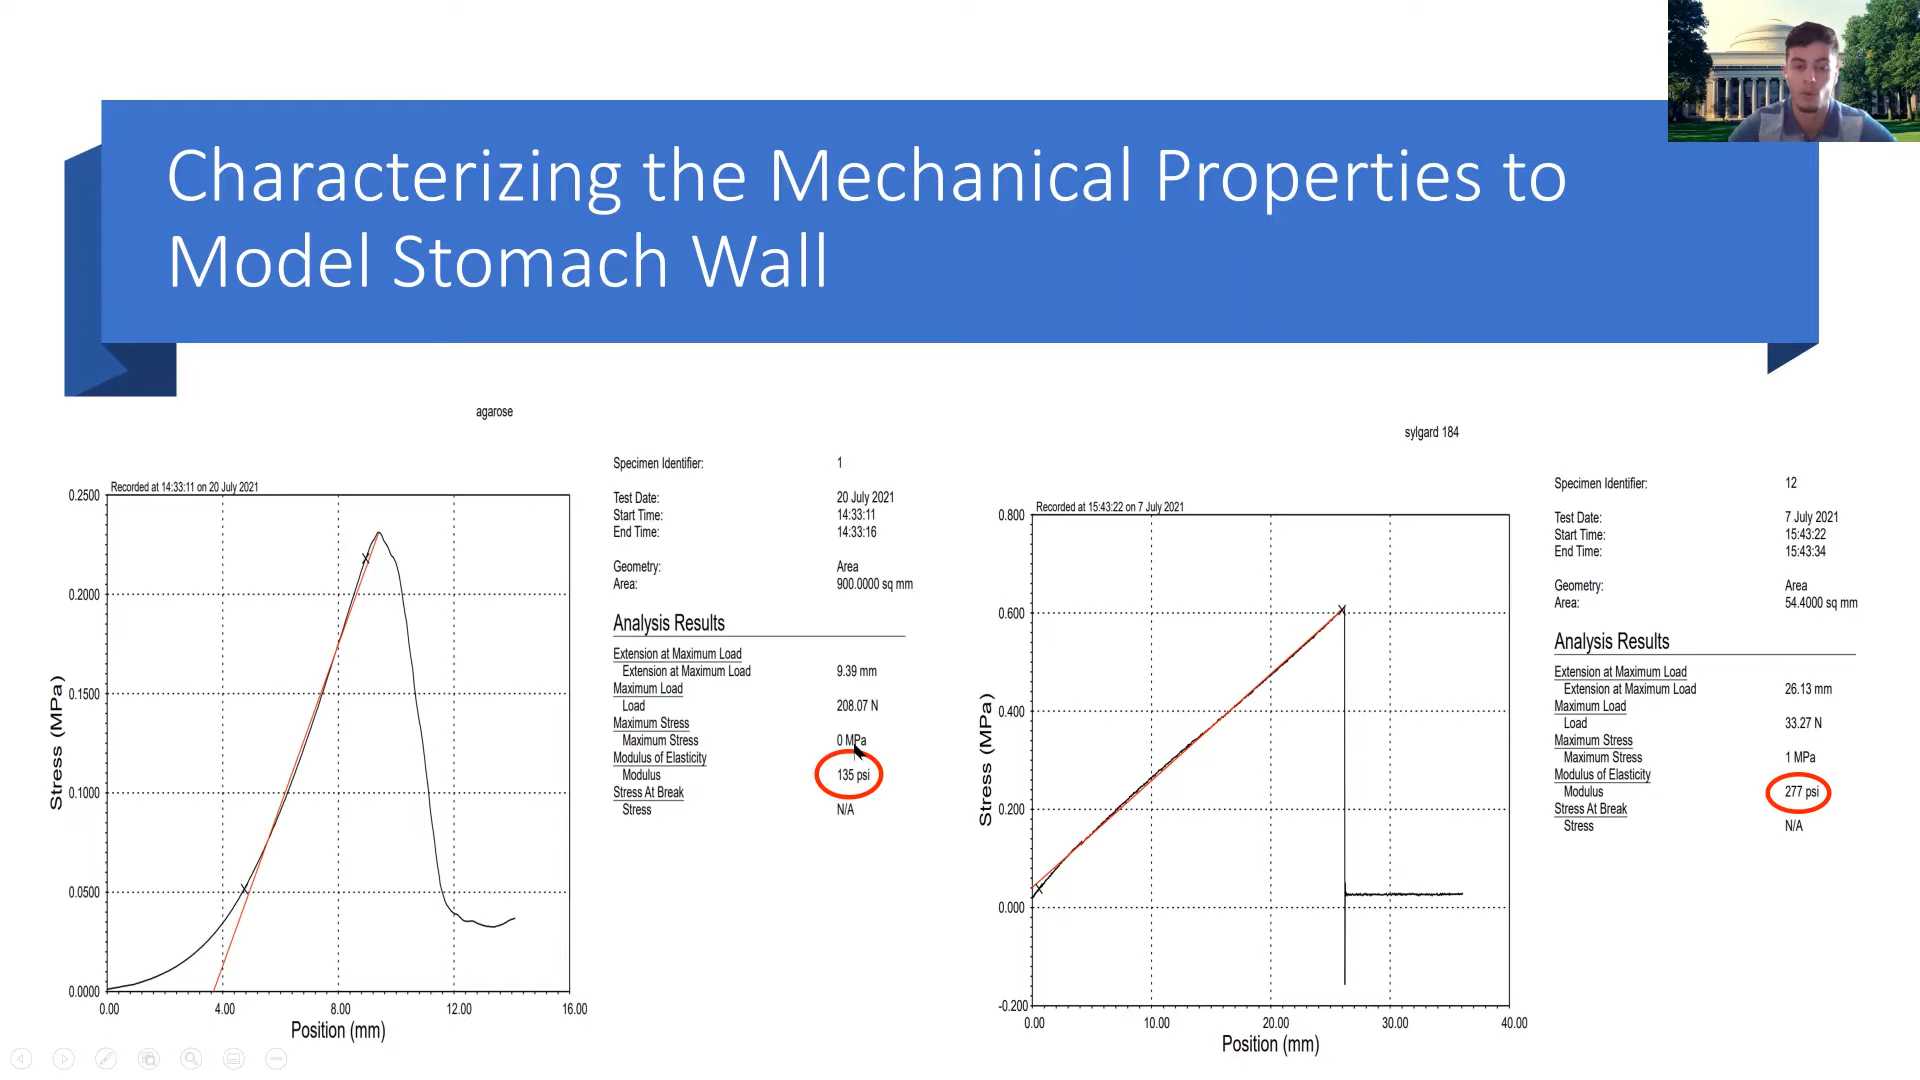 Characterizing the Mechanical Properties to
Model Stomach Wall
agarose
Recorded at 14:33:11 on 20 July 2021
0.2500
0.2000
0.1500
0.1000
0.0500
0.0000
Stress (MPa)
0.00 4.00 8.00 12.00 16.00
Position (mm)
Specimen Identifier: 1
Test Date: 20 July 2021
Start Time: 14:33:11
End Time: 14:33:16
Geometry: Area
Area: 900.0000 sq mm
Analysis Results
Extension at Maximum Load
Extension at Maximum Load 9.39 mm
Maximum Load
Load 208.07 N
Maximum Stress
Maximum Stress 0 MPa
Modulus of Elasticity
Modulus 135 psi
Stress At Break
Stress N/A
sylgard 184
Recorded at 15:43:22 on 7 July 2021
0.800
0.600
0.400
0.200
0.000
-0.200
Stress (MPa)
0.00 10.00 20.00 30.00 40.00
Position (mm)
Specimen Identifier: 12
Test Date: 7 July 2021
Start Time: 15:43:22
End Time: 15:43:34
Geometry: Area
Area: 54.4000 sq mm
Analysis Results
Extension at Maximum Load
Extension at Maximum Load 26.13 mm
Maximum Load
Load 33.27 N
Maximum Stress
Maximum Stress 1 MPa
Modulus of Elasticity
Modulus 277 psi
Stress At Break
Stress N/A